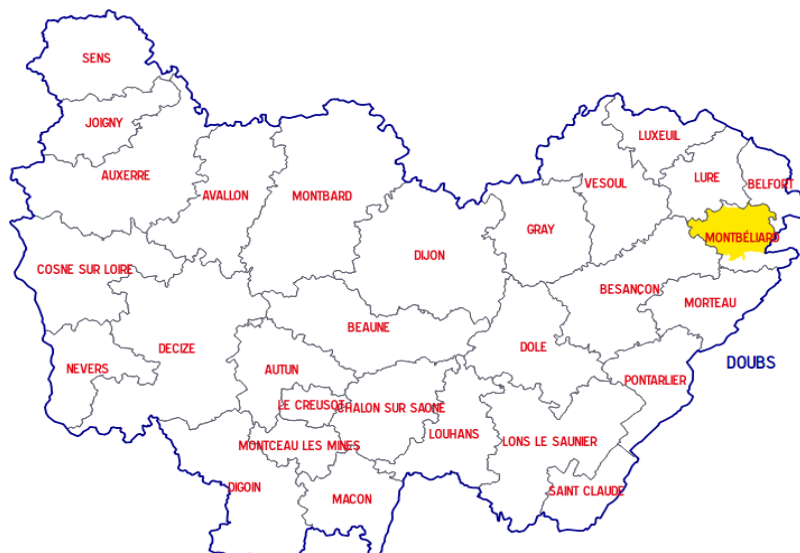 SENS
JOIGNY
LUXEUIL
AUXERRE
AVALLON
MONTBARD
VESOUL
LURE
BELFORT
GRAY
MONTBÉLIARD
DIJON
COSNE SUR LOIRE
BESANÇON
MORTEAU
BEAUNE
DECIZE
DOLE
DOUBS
NEVERS
AUTUN
PONTARLIER
LE CREUSOT
CHALON SUR SAONE
LOUHANS
LONS LE SAUNIER
MONTCEAU LES MINES
DIGOIN
MACON
SAINT CLAUDE